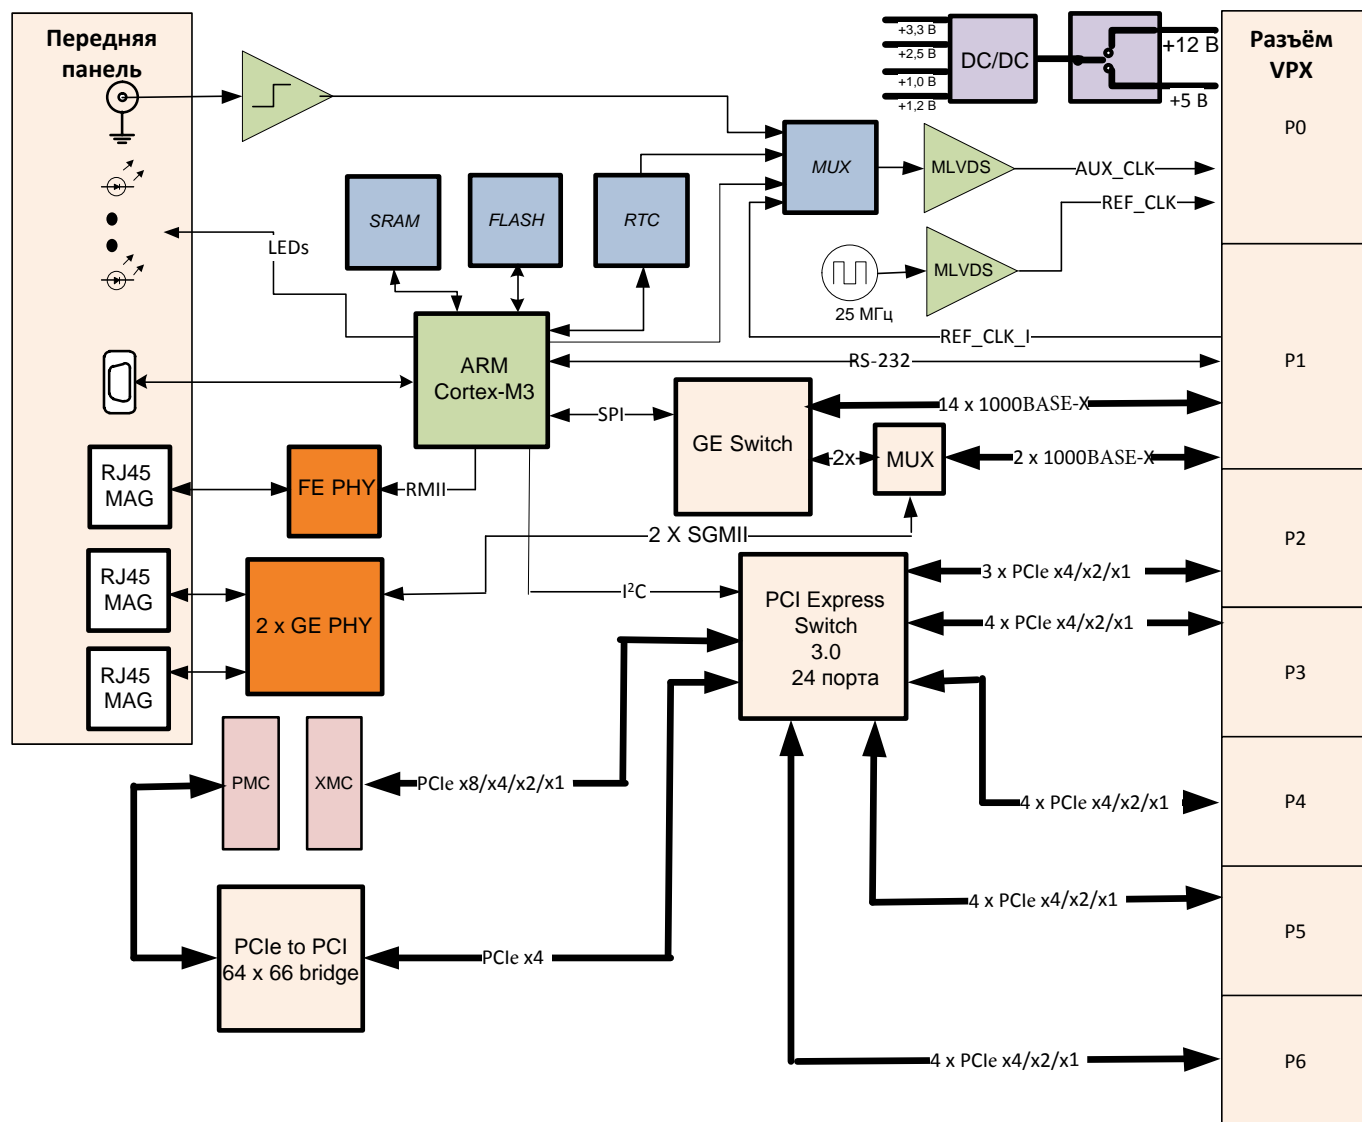 Передняя
панель
+3,3 В
+2,5 В
+1,0 В
+1,2 В
DC/DC
+12 В
+5 В
Разъём
VPX
P0
MUX
MLVDS
AUX_CLK
REF_CLK
SRAM
FLASH
RTC
LEDs
MLVDS
25 МГц
REF_CLK_I
RS-232
P1
ARM
Cortex-M3
SPI
GE Switch
14 x 1000BASE-X
2x
MUX
2 x 1000BASE-X
RJ45
MAG
FE PHY
RMII
2 X SGMII
P2
RJ45
MAG
2 x GE PHY
I²C
PCI Express
Switch
3.0
24 порта
3 x PCIe x4/x2/x1
4 x PCIe x4/x2/x1
P3
RJ45
MAG
PMC
XMC
PCIe x8/x4/x2/x1
4 x PCIe x4/x2/x1
P4
PCIe to PCI
64 x 66 bridge
PCIe x4
4 x PCIe x4/x2/x1
P5
4 x PCIe x4/x2/x1
P6